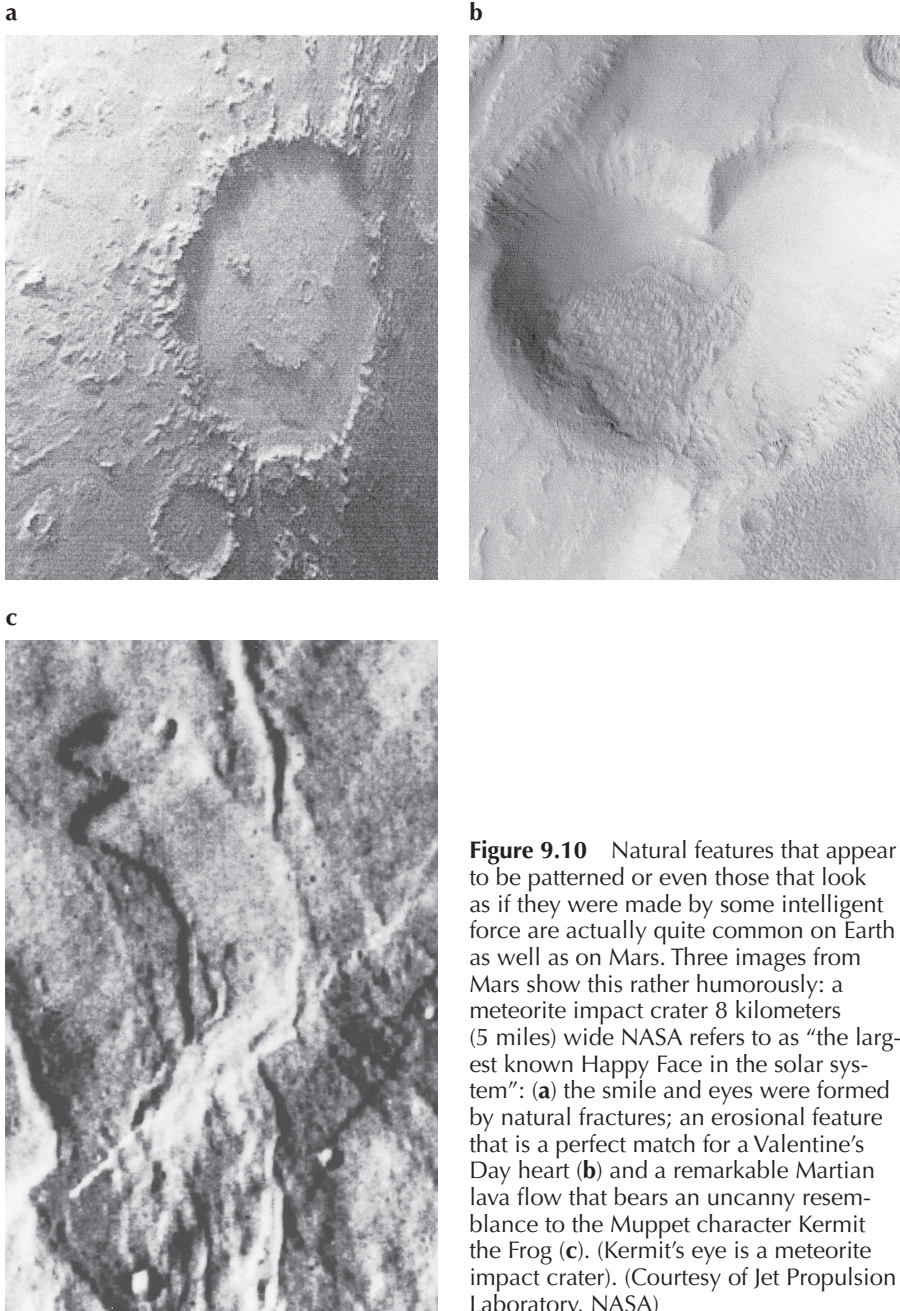 a
b
c
Figure 9.10 Natural features that appear
to be patterned or even those that look
as if they were made by some intelligent
force are actually quite common on Earth
as well as on Mars. Three images from
Mars show this rather humorously: a
meteorite impact crater 8 kilometers
(5 miles) wide NASA refers to as “the larg-
est known Happy Face in the solar sys-
tem”: (a) the smile and eyes were formed
by natural fractures; an erosional feature
that is a perfect match for a Valentine’s
Day heart (b) and a remarkable Martian
lava flow that bears an uncanny resem-
blance to the Muppet character Kermit
the Frog (c). (Kermit’s eye is a meteorite
impact crater). (Courtesy of Jet Propulsion
Laboratory, NASA)